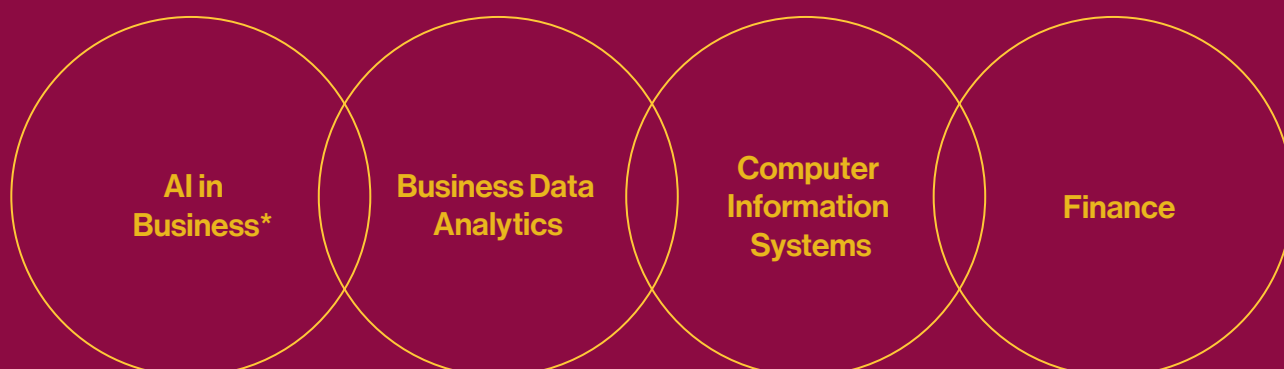 AI in
Business*
Business Data
Analytics
Computer
Information
Systems
Finance